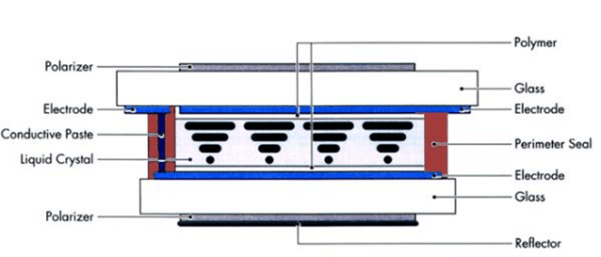 Polymer
Polarizer
Glass
Electrode
Electrode
Conductive Paste
Perimeter Seal
Liquid Crystal
Electrode
Glass
Polarizer
Reflector